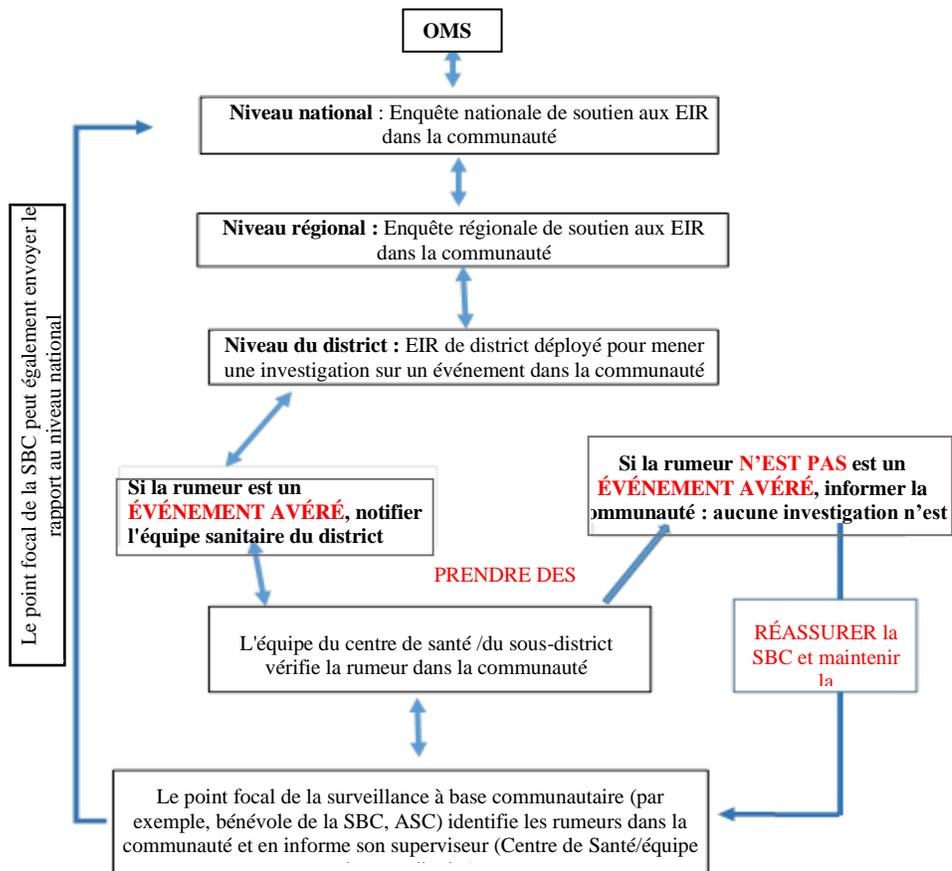 OMS
Niveau national : Enquête nationale de soutien aux EIR
dans la communauté
Niveau régional : Enquête régionale de soutien aux EIR
dans la communauté
Niveau du district : EIR de district déployé pour mener
une investigation sur un événement dans la communauté
Le point focal de la SBC peut également envoyer le
rapport au niveau national
Si la rumeur est un
ÉVÉNEMENT AVÉRÉ, notifier
l'équipe sanitaire du district
Si la rumeur N’EST PAS est un
ÉVÉNEMENT AVÉRÉ, informer la
ommunauté : aucune investigation n’est
PRENDRE DES
L'équipe du centre de santé /du sous-district
vérifie la rumeur dans la communauté
RÉASSURER la
SBC et maintenir
la
Le point focal de la surveillance à base communautaire (par
exemple, bénévole de la SBC, ASC) identifie les rumeurs dans la
communauté et en informe son superviseur (Centre de Santé/équipe